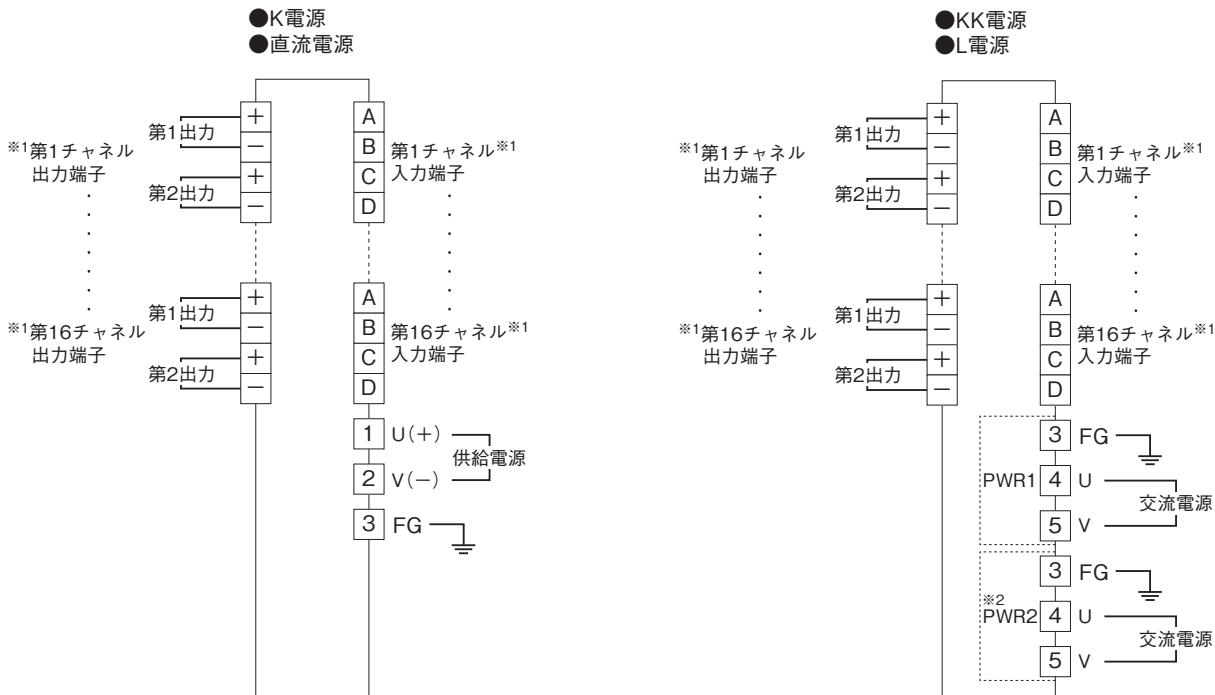 ●K電源
●直流電源
第1出力
+
−
第2出力
+
−
※1第1チャネル
出力端子
A
B
C
D
第1チャネル※1
入力端子
第1出力
+
−
第2出力
+
−
※1第16チャネル
出力端子
A
B
C
D
第16チャネル※1
入力端子
1 U(+)
供給電源
2 V(−)
3 FG
●KK電源
●L電源
第1出力
+
−
第2出力
+
−
※1第1チャネル
出力端子
A
B
C
D
第1チャネル※1
入力端子
第1出力
+
−
第2出力
+
−
※1第16チャネル
出力端子
A
B
C
D
第16チャネル※1
入力端子
3 FG
PWR1 4 U
交流電源
5 V
3 FG
※2
PWR2 4 U
交流電源
5 V